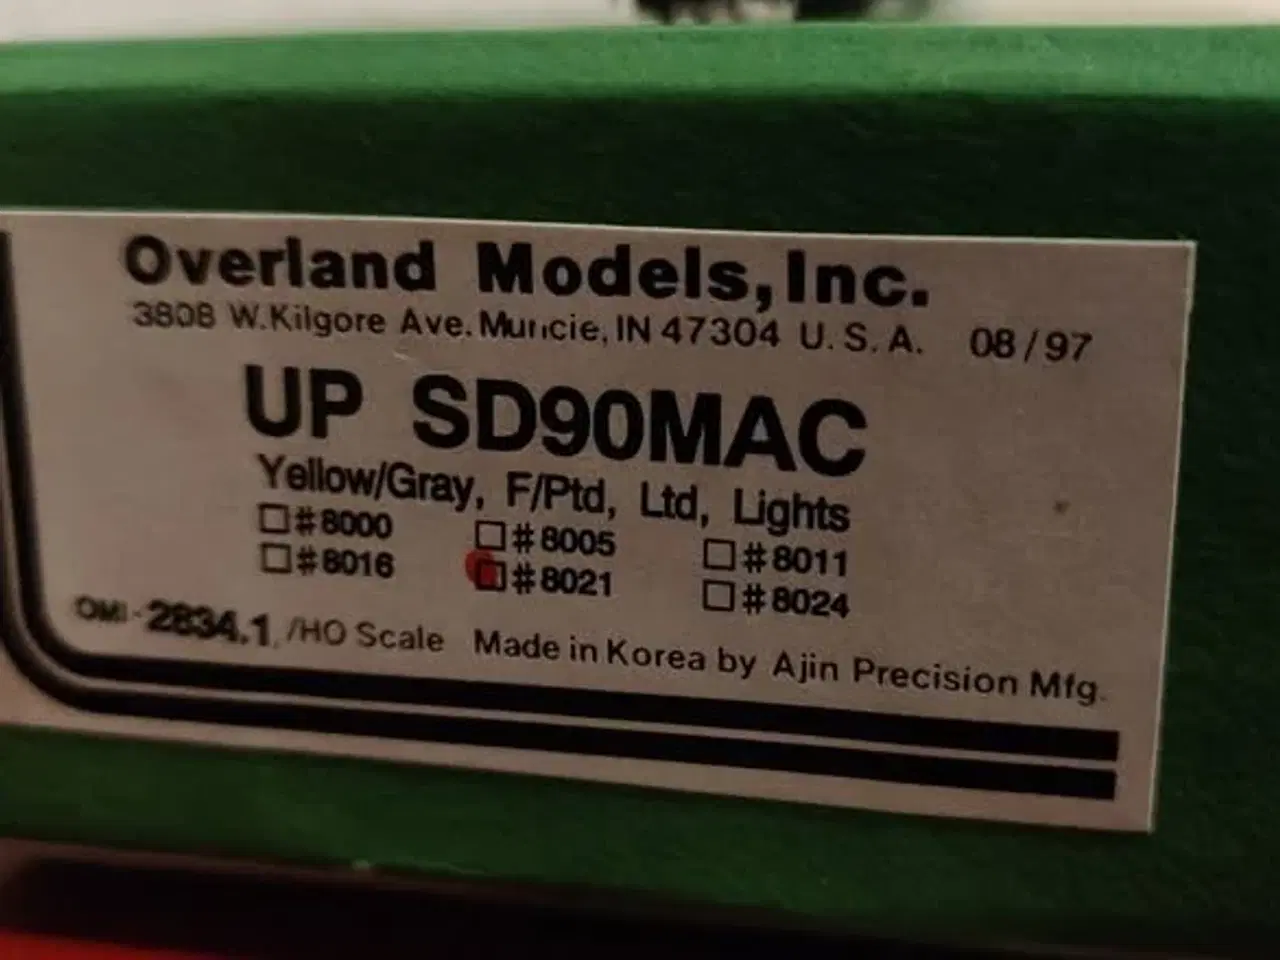 Overland Models, Inc.
3808 W. Kilgore Ave. Muncie, IN 47304 U. S. A. 08/97
UP SD90MAC
Yellow/Gray, F/Ptd, Ltd, Lights
☐ #8000 ☐ #8005 ☐ #8011
☐ #8016 ☐ #8021 ☐ #8024
OMI-2834.1 /HO Scale Made in Korea by Ajin Precision Mfg.